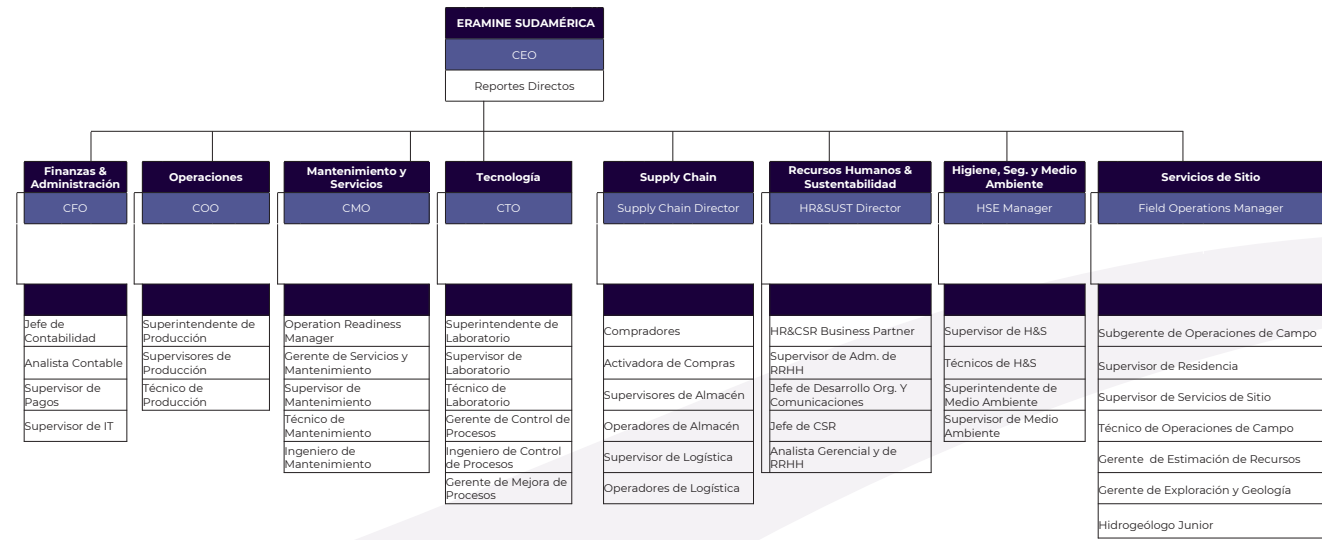 ERAMINE SUDAMÉRICA
CEO
Reportes Directos
Finanzas &
Administración
CFO
Jefe de
Contabilidad
Analista Contable
Supervisor de
Pagos
Supervisor de IT
Operaciones
COO
Superintendente de
Producción
Supervisores de
Producción
Técnico de
Producción
Mantenimiento y
Servicios
CMO
Operation Readiness
Manager
Gerente de Servicios y
Mantenimiento
Supervisor de
Mantenimiento
Técnico de
Mantenimiento
Ingeniero de
Mantenimiento
Tecnología
CTO
Superintendente de
Laboratorio
Supervisor de
Laboratorio
Técnico de
Laboratorio
Gerente de Control de
Procesos
Ingeniero de Control
de Procesos
Gerente de Mejora de
Procesos
Supply Chain
Supply Chain Director
Compradores
Activadora de Compras
Supervisores de Almacén
Operadores de Almacén
Supervisor de Logística
Operadores de Logística
Recursos Humanos &
Sustentabilidad
HR&SUST Director
HR&CSR Business Partner
Supervisor de Adm. de
RRHH
Jefe de Desarrollo Org. Y
Comunicaciones
Jefe de CSR
Analista Gerencial y de
RRHH
Higiene, Seg. y Medio
Ambiente
HSE Manager
Supervisor de H&S
Técnicos de H&S
Superintendente de
Medio Ambiente
Supervisor de Medio
Ambiente
Servicios de Sitio
Field Operations Manager
Subgerente de Operaciones de Campo
Supervisor de Residencia
Supervisor de Servicios de Sitio
Técnico de Operaciones de Campo
Gerente de Estimación de Recursos
Gerente de Exploración y Geología
Hidrogeólogo Junior